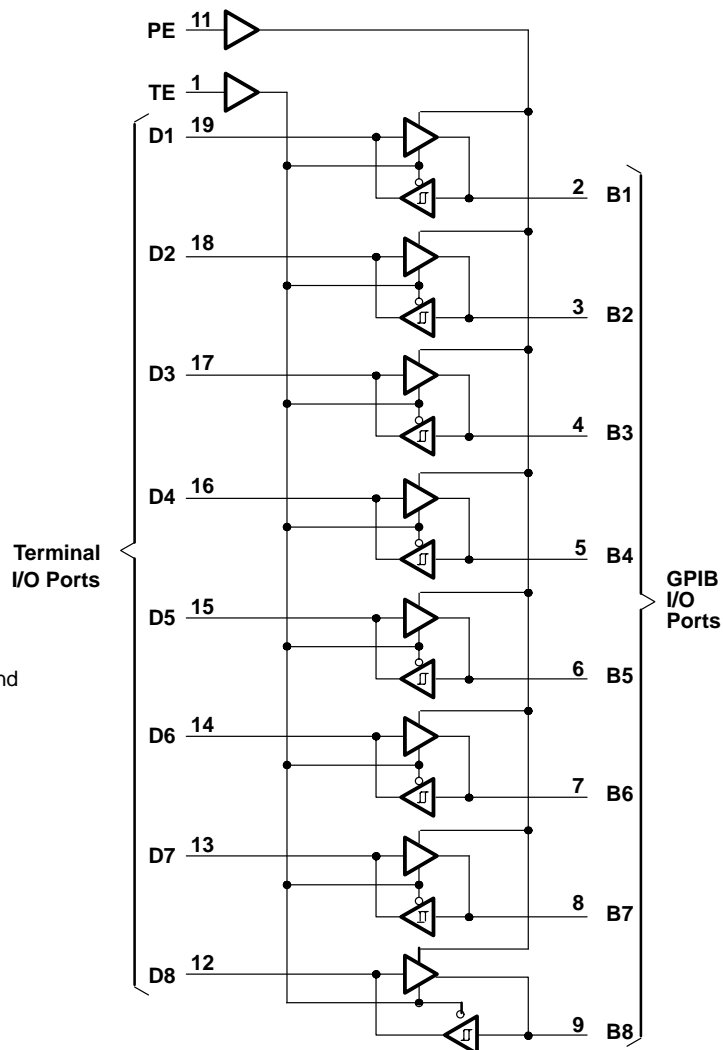 PE 11
TE 1
D1 19
2 B1
D2 18
3 B2
D3 17
4 B3
D4 16
5 B4
Terminal
I/O Ports
GPIB
I/O
Ports
D5 15
6 B5
nd
D6 14
7 B6
D7 13
8 B7
D8 12
9 B8